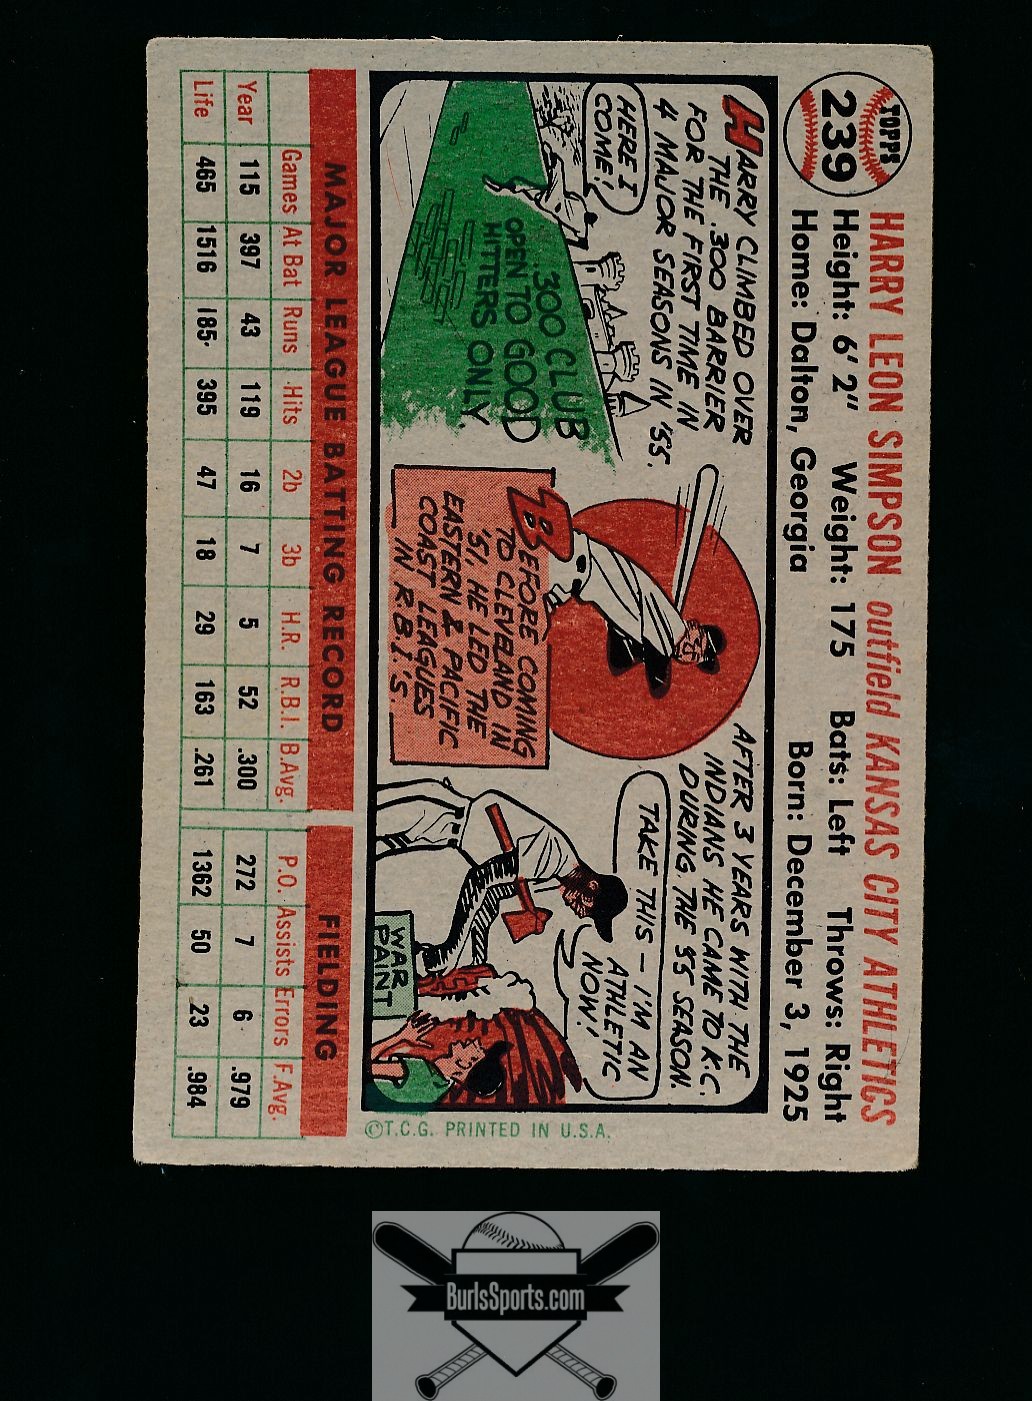 TOPPS
239
HARRY LEON SIMPSON outfield KANSAS CITY ATHLETICS
Height: 6' 2" Weight: 175 Bats: Left Throws: Right
Home: Dalton, Georgia Born: December 3, 1925
HARRY CLIMBED OVER
THE .300 BARRIER
FOR THE FIRST TIME IN
4 MAJOR SEASONS IN '55.
HERE I
COME!
.300 CLUB
OPEN TO GOOD
HITTERS ONLY.
BEFORE COMING
TO CLEVELAND IN
'51, HE LED THE
EASTERN & PACIFIC
COAST LEAGUES
IN R.B.I.'S.
AFTER 3 YEARS WITH THE
INDIANS HE CAME TO K.C.
DURING THE '55 SEASON.
TAKE THIS — I'M AN
ATHLETIC
NOW!
WAR
PAINT
©T.C.G. PRINTED IN U.S.A.
MAJOR LEAGUE BATTING RECORD FIELDING
Games At Bat Runs Hits 2b 3b H.R. R.B.I. B.Avg. P.O. Assists Errors F.Avg.
Year 115 397 43 119 16 7 5 52 .300 272 7 6 .979
Life 465 1516 185 395 47 18 29 163 .261 1362 50 23 .984
BurlsSports.com